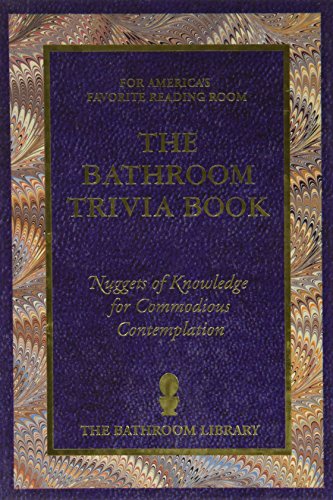 FOR AMERICA'S
FAVORITE READING ROOM
THE
BATHROOM
TRIVIA BOOK
Nuggets of Knowledge
for Commodious
Contemplation
THE BATHROOM LIBRARY